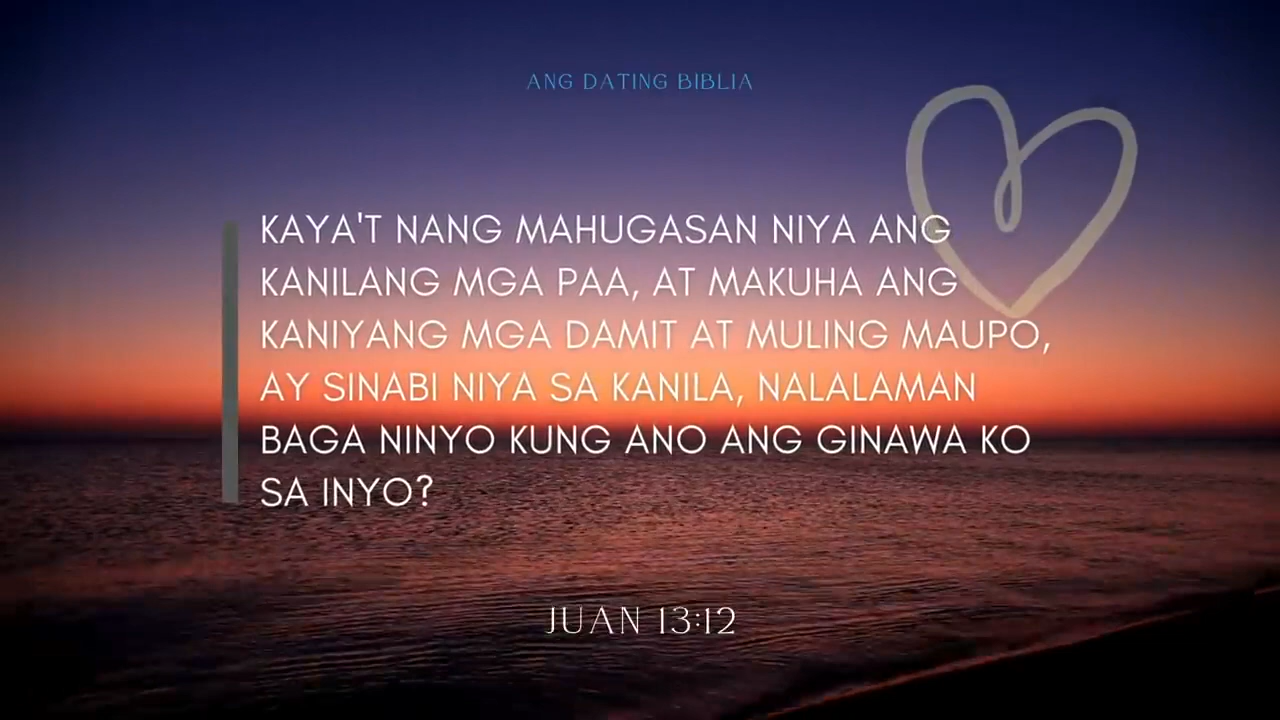 ANG DATING BIBLIA
KAYA'T NANG MAHUGASAN NIYA ANG
KANILANG MGA PAA, AT MAKUHA ANG
KANIYANG MGA DAMIT AT MULING MAUPO,
AY SINABI NIYA SA KANILA, NALALAMAN
BAGA NINYO KUNG ANO ANG GINAWA KO
SA INYO?
JUAN 13:12